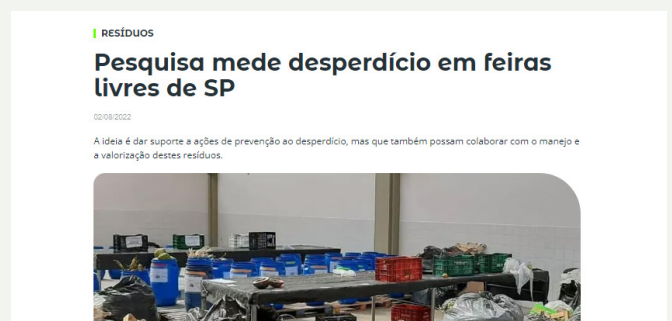 RESÍDUOS
Pesquisa mede desperdício em feiras
livres de SP
02/08/2022
A ideia é dar suporte a ações de prevenção ao desperdício, mas que também possam colaborar com o manejo e
a valorização destes resíduos.